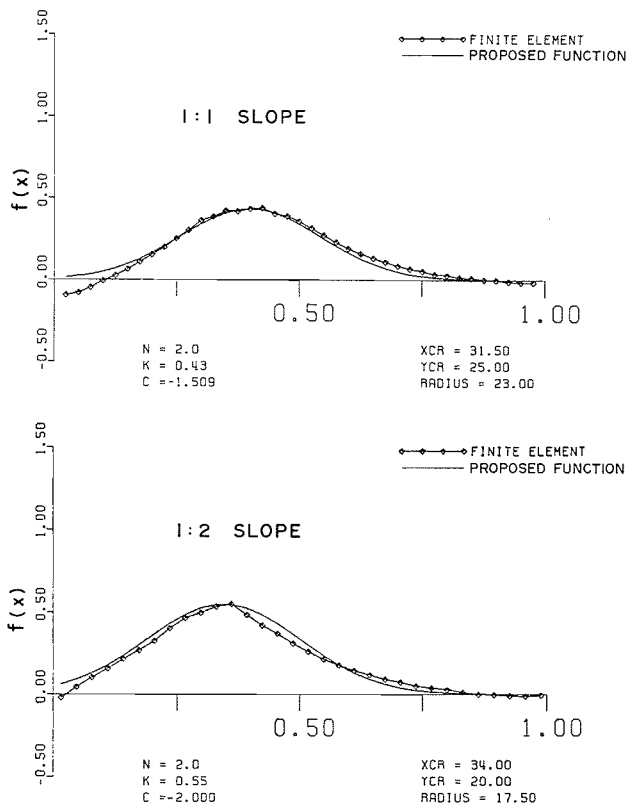 1.50
FINITE ELEMENT
PROPOSED FUNCTION
1.00
1:1 SLOPE
0.50
f(x)
0.00
0.50
1.00
-0.50
N = 2.0
XCR = 31.50
K = 0.43
YCR = 25.00
C =-1.509
RADIUS = 23.00
1.50
FINITE ELEMENT
PROPOSED FUNCTION
1.00
1:2 SLOPE
0.50
f(x)
0.00
0.50
1.00
-0.50
N = 2.0
XCR = 34.00
K = 0.55
YCR = 20.00
C =-2.000
RADIUS = 17.50